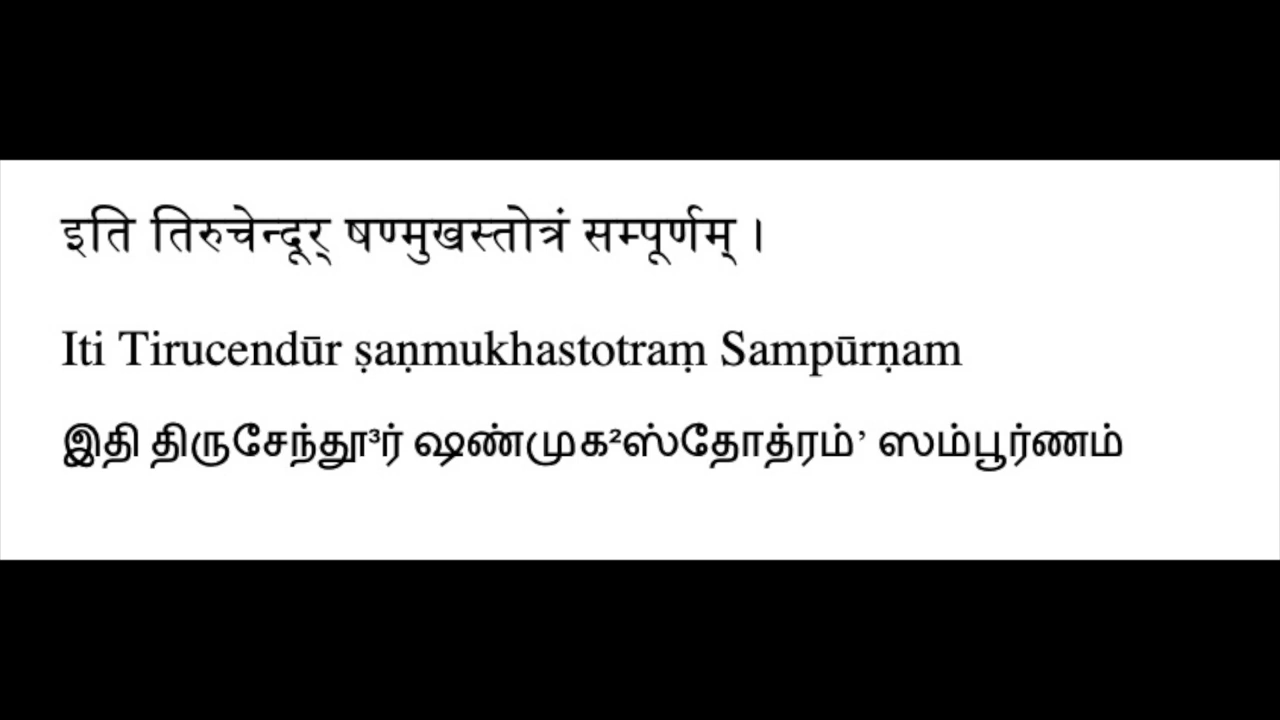 इति तिरुचेन्दूर् षण्मुखस्तोत्रं सम्पूर्णम् ।
Iti Tirucendūr ṣaṇmukhastotraṃ Sampūrṇam
இதி திருசேந்தூ³ர் ஷண்முக²ஸ்தோத்ரம்ʼ ஸம்பூர்ணம்